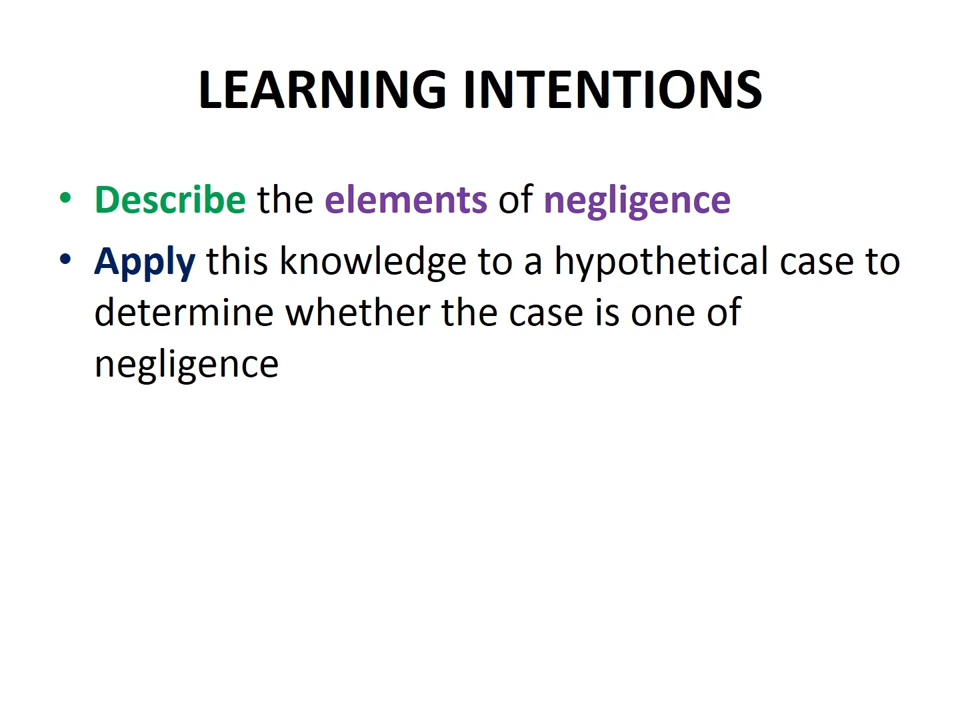 LEARNING INTENTIONS
• Describe the elements of negligence
• Apply this knowledge to a hypothetical case to
determine whether the case is one of
negligence